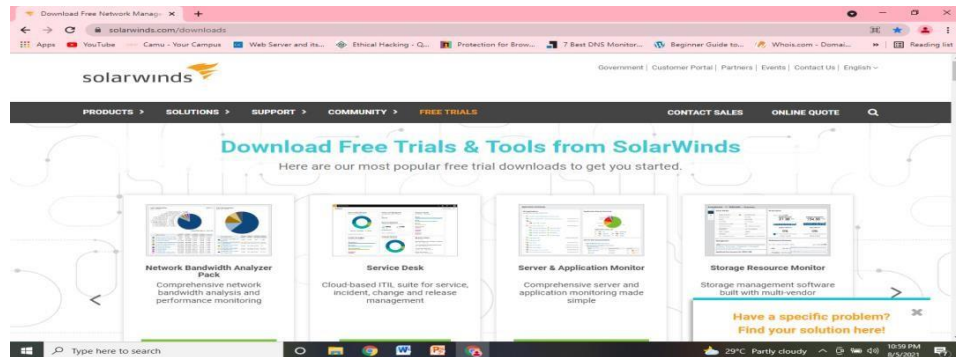 Download Free Network Manag-
solarwinds.com/downloads
Apps YouTube Camu - Your Campus Web Server and its... Ethical Hacking - Q... Protection for Brow... 7 Best DNS Monitor... Beginner Guide to... Whois.com - Domai... Reading list
solarwinds
Government | Customer Portal | Partners | Events | Contact Us | English
PRODUCTS > SOLUTIONS > SUPPORT > COMMUNITY > FREE TRIALS CONTACT SALES ONLINE QUOTE
Download Free Trials & Tools from SolarWinds
Here are our most popular free trial downloads to get you started.
Network Bandwidth Analyzer
Pack
Comprehensive network
bandwidth analysis and
performance monitoring
Service Desk
Cloud-based ITIL suite for service,
incident, change and release
management
Server & Application Monitor
Comprehensive server and
application monitoring made
simple
Storage Resource Monitor
Storage management software
built with multi-vendor
Have a specific problem?
Find your solution here!
Type here to search
29°C Partly cloudy
10:59 PM
8/5/2021